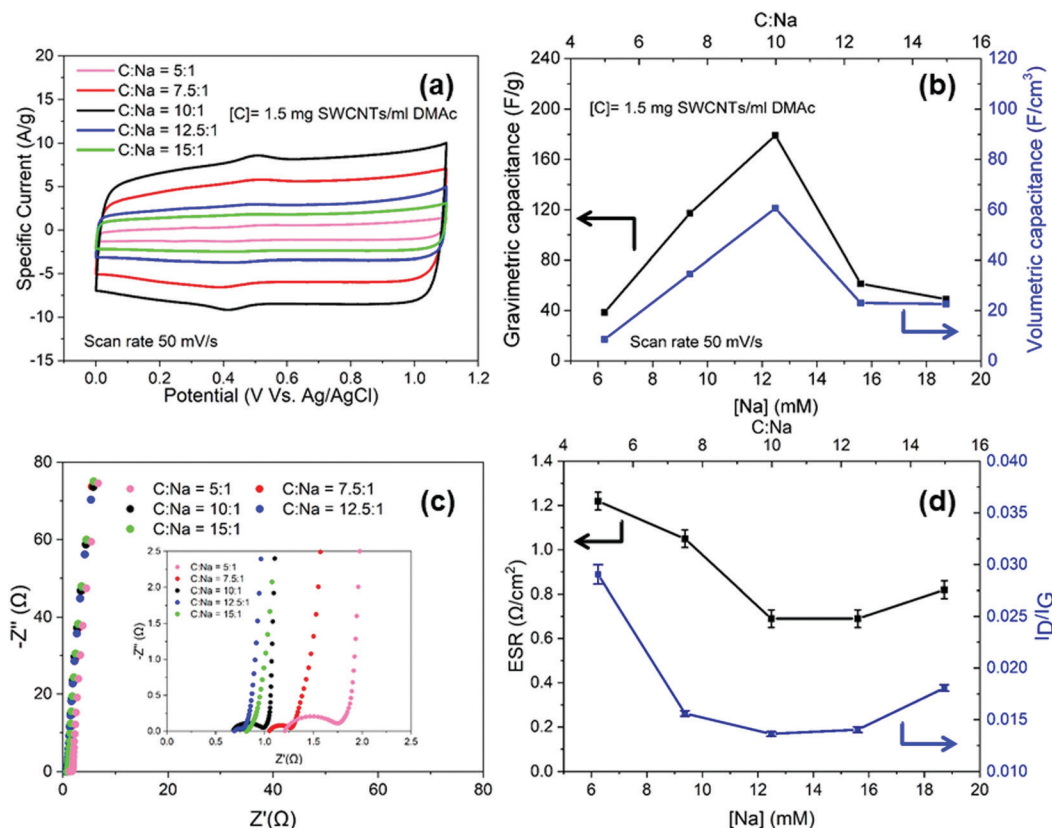 (a)
C:Na = 5:1
C:Na = 7.5:1
C:Na = 10:1
C:Na = 12.5:1
C:Na = 15:1
[C]= 1.5 mg SWCNTs/ml DMAc
Scan rate 50 mV/s
Specific Current (A/g)
20
15
10
5
0
-5
-10
-15
0.0 0.2 0.4 0.6 0.8 1.0 1.2
Potential (V Vs. Ag/AgCl)
C:Na
4 6 8 10 12 14 16
(b)
[C]= 1.5 mg SWCNTs/ml DMAc
Scan rate 50 mV/s
Gravimetric capacitance (F/g)
240
200
160
120
80
40
0
Volumetric capacitance (F/cm³)
120
100
80
60
40
20
0
6 8 10 12 14 16 18 20
[Na] (mM)
(c)
C:Na = 5:1 C:Na = 7.5:1
C:Na = 10:1 C:Na = 12.5:1
C:Na = 15:1
-Z'' (Ω)
80
60
40
20
0
0 20 40 60 80
Z'(Ω)
C:Na = 5:1
C:Na = 7.5:1
C:Na = 10:1
C:Na = 12.5:1
C:Na = 15:1
-Z'' (Ω)
2.5
2.0
1.5
1.0
0.5
0.0
0.0 0.5 1.0 1.5 2.0 2.5
Z'(Ω)
C:Na
4 6 8 10 12 14 16
(d)
ESR (Ω/cm²)
1.4
1.2
1.0
0.8
0.6
0.4
0.2
0.0
I_D/I_G
0.040
0.035
0.030
0.025
0.020
0.015
0.010
6 8 10 12 14 16 18 20
[Na] (mM)